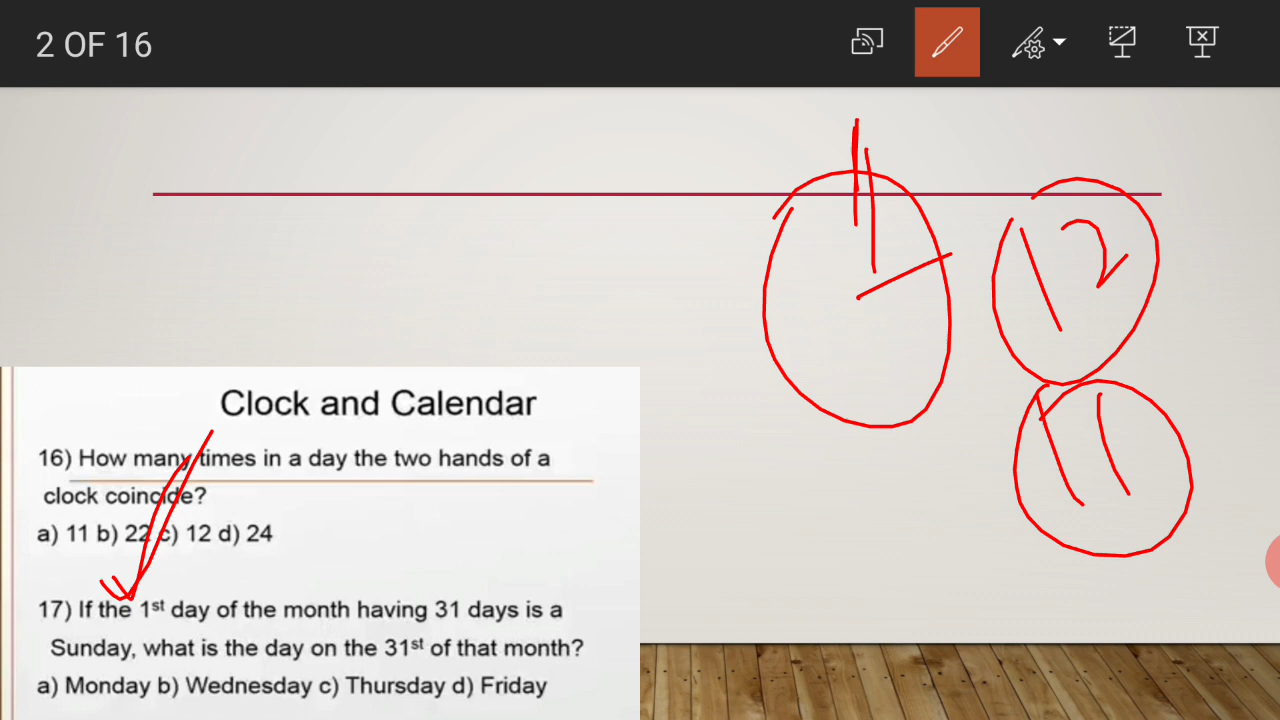 2 OF 16
12
11
Clock and Calendar
16) How many times in a day the two hands of a
clock coincide?
a) 11 b) 22 c) 12 d) 24
17) If the 1st day of the month having 31 days is a
Sunday, what is the day on the 31st of that month?
a) Monday b) Wednesday c) Thursday d) Friday